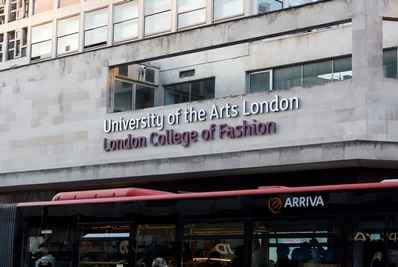 University of the Arts London
London College of Fashion
ARRIVA